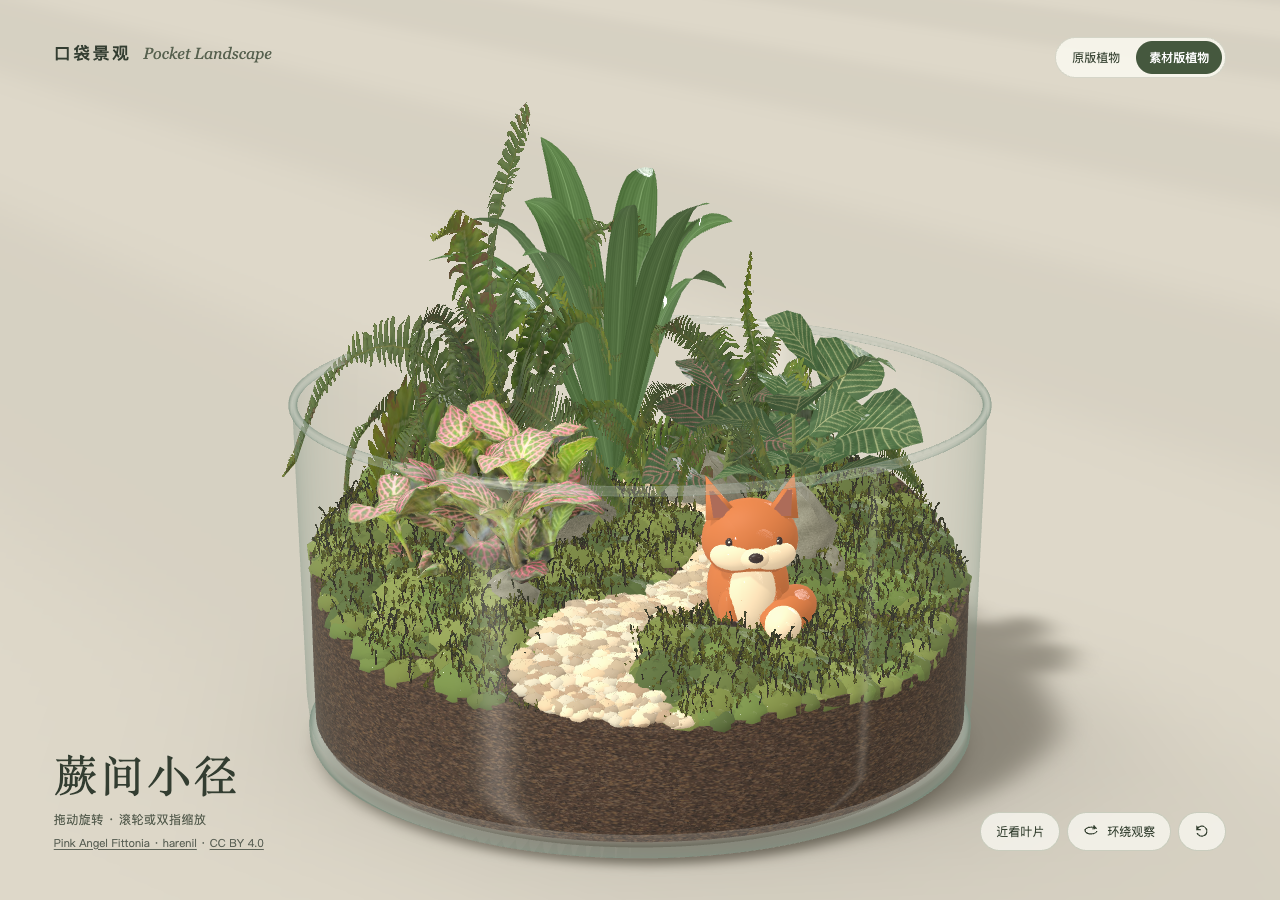 口袋景观 Pocket Landscape
原版植物 素材版植物
蕨间小径
拖动旋转 · 滚轮或双指缩放
Pink Angel Fittonia · harenil · CC BY 4.0
近看叶片 环绕观察